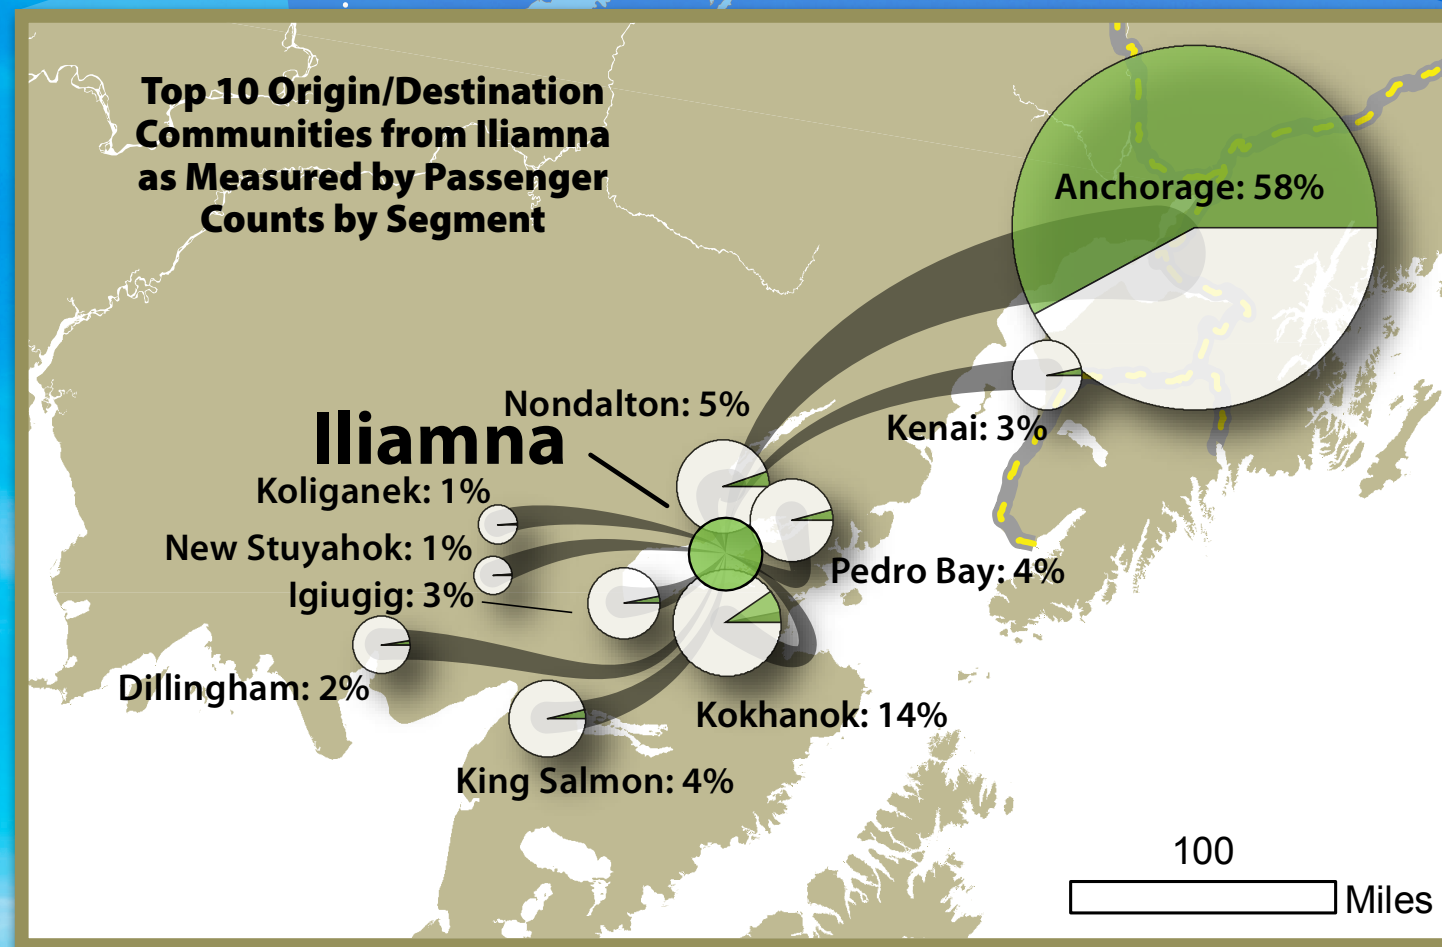 Top 10 Origin/Destination
Communities from Iliamna
as Measured by Passenger
Counts by Segment
Anchorage: 58%
Nondalton: 5%
Kenai: 3%
Iliamna
Koliganek: 1%
New Stuyahok: 1%
Pedro Bay: 4%
Igiugig: 3%
Dillingham: 2%
Kokhanok: 14%
King Salmon: 4%
100
Miles